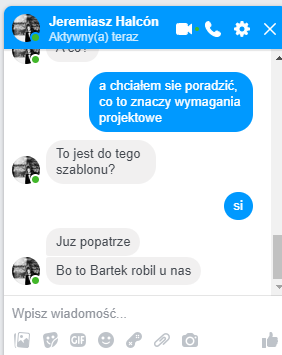 Jeremiasz Halcón
Aktywny(a) teraz
A co?
a chciałem sie poradzić,
co to znaczy wymagania
projektowe
To jest do tego
szablonu?
si
Juz popatrze
Bo to Bartek robil u nas
Wpisz wiadomość...
GIF